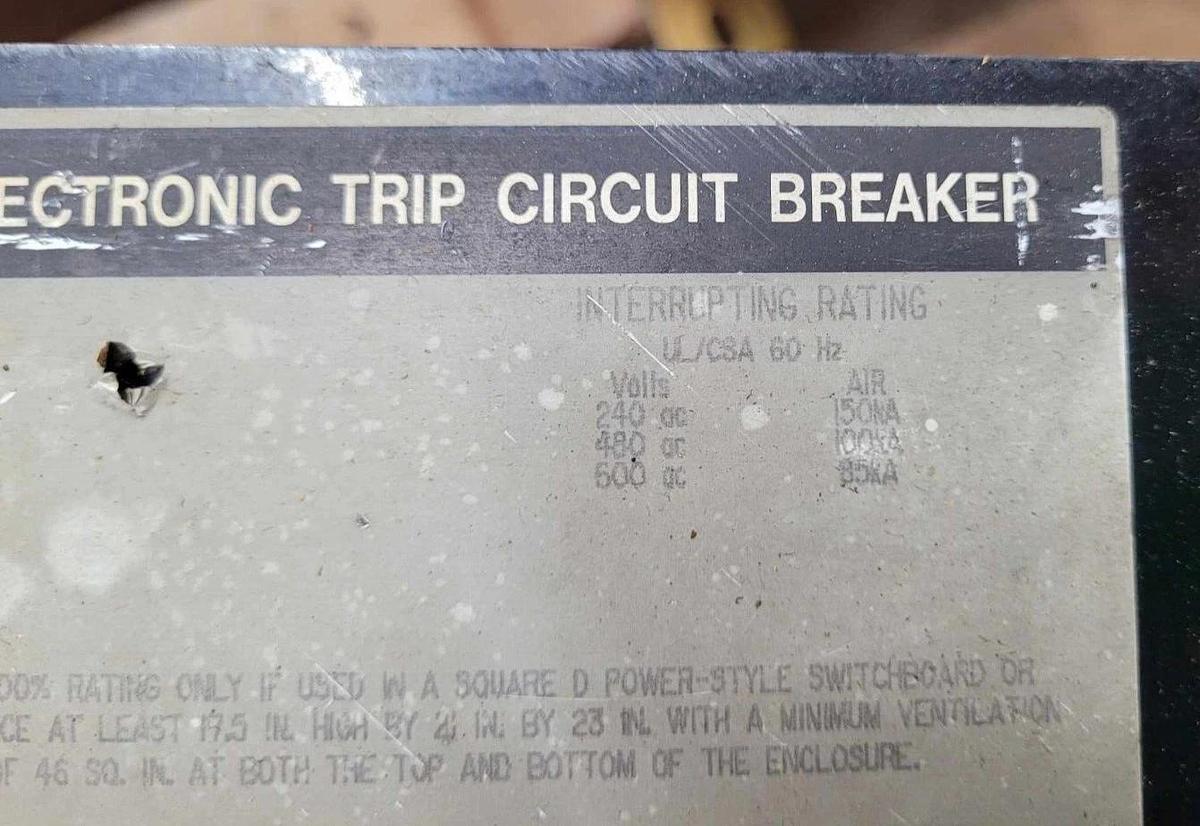 ECTRONIC TRIP CIRCUIT BREAKER
INTERRUPTING RATING
UL/CSA 60 Hz
Volts AIR
240 ac 150kA
480 ac 100kA
600 ac 85kA
00% RATING ONLY IF USED IN A SQUARE D POWER-STYLE SWITCHBOARD OR
CE AT LEAST 17.5 IN. HIGH BY 21 IN. BY 23 IN. WITH A MINIMUM VENTILATION
OF 46 SQ. IN. AT BOTH THE TOP AND BOTTOM OF THE ENCLOSURE.